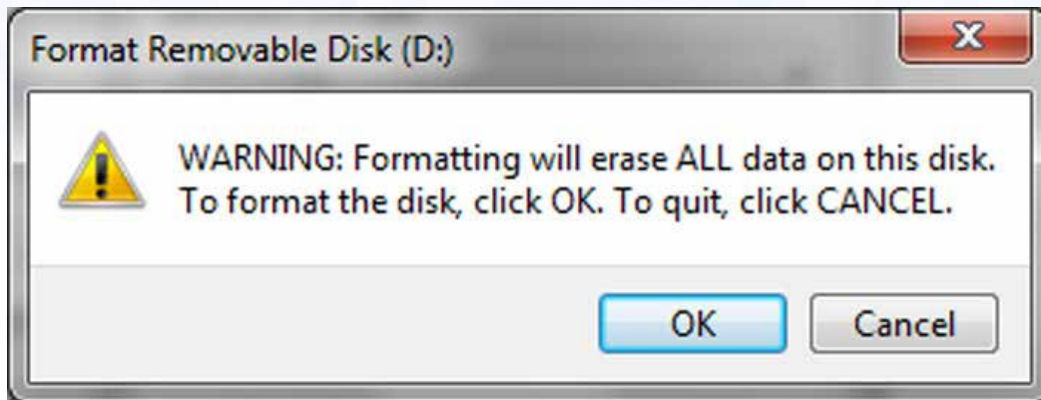 Format Removable Disk (D:)
WARNING: Formatting will erase ALL data on this disk.
To format the disk, click OK. To quit, click CANCEL.
OK
Cancel